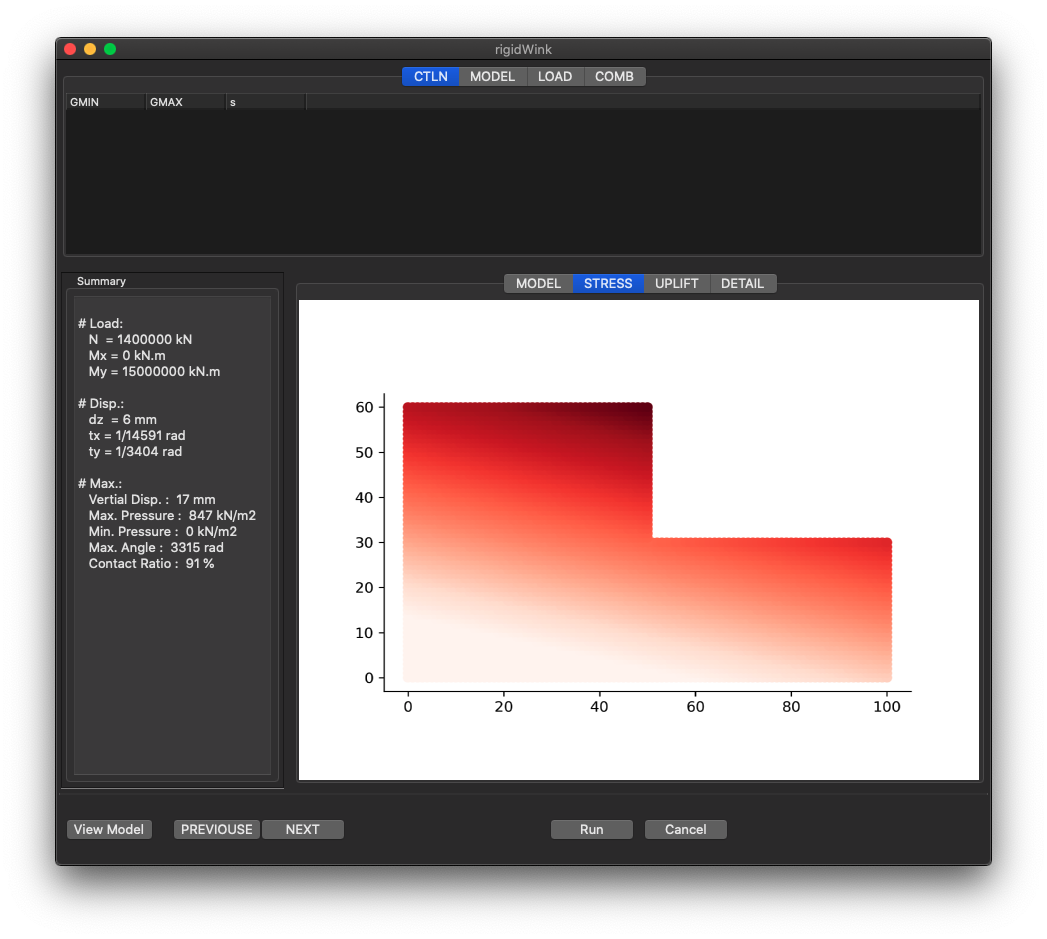 rigidWink
CTLN MODEL LOAD COMB
GMIN GMAX s
Summary
# Load:
N = 1400000 kN
Mx = 0 kN.m
My = 15000000 kN.m
# Disp.:
dz = 6 mm
tx = 1/14591 rad
ty = 1/3404 rad
# Max.:
Vertial Disp. : 17 mm
Max. Pressure : 847 kN/m2
Min. Pressure : 0 kN/m2
Max. Angle : 3315 rad
Contact Ratio : 91 %
MODEL STRESS UPLIFT DETAIL
60
50
40
30
20
10
0
0 20 40 60 80 100
View Model PREVIOUSE NEXT Run Cancel